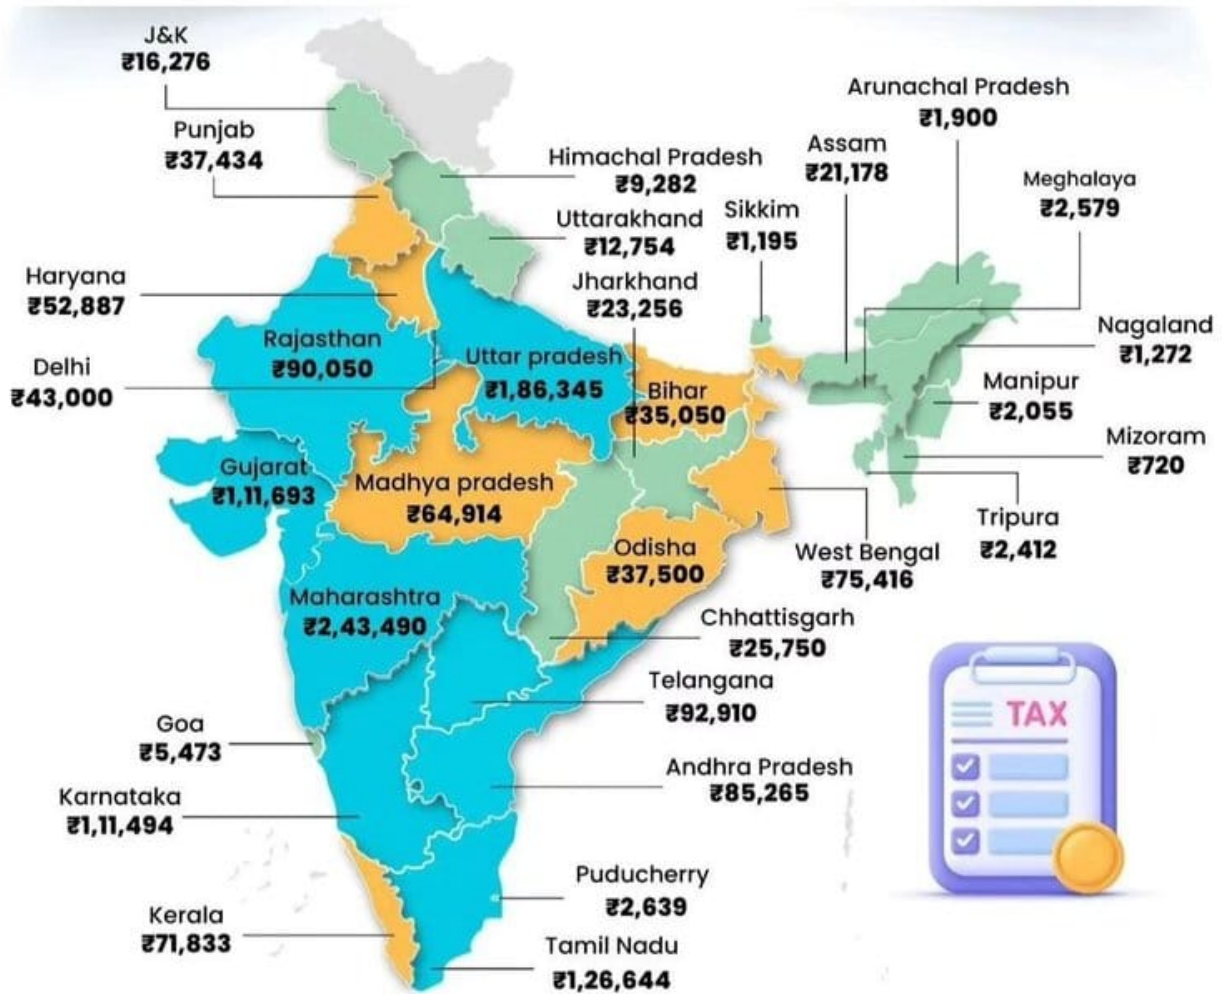 J&K
₹16,276
Punjab
₹37,434
Himachal Pradesh
₹9,282
Uttarakhand
₹12,754
Jharkhand
₹23,256
Sikkim
₹1,195
Assam
₹21,178
Arunachal Pradesh
₹1,900
Meghalaya
₹2,579
Nagaland
₹1,272
Manipur
₹2,055
Mizoram
₹720
Tripura
₹2,412
Haryana
₹52,887
Delhi
₹43,000
Rajasthan
₹90,050
Uttar pradesh
₹1,86,345
Bihar
₹35,050
Gujarat
₹1,11,693
Madhya pradesh
₹64,914
Odisha
₹37,500
West Bengal
₹75,416
Maharashtra
₹2,43,490
Chhattisgarh
₹25,750
Telangana
₹92,910
Goa
₹5,473
Andhra Pradesh
₹85,265
Karnataka
₹1,11,494
Puducherry
₹2,639
Kerala
₹71,833
Tamil Nadu
₹1,26,644
TAX